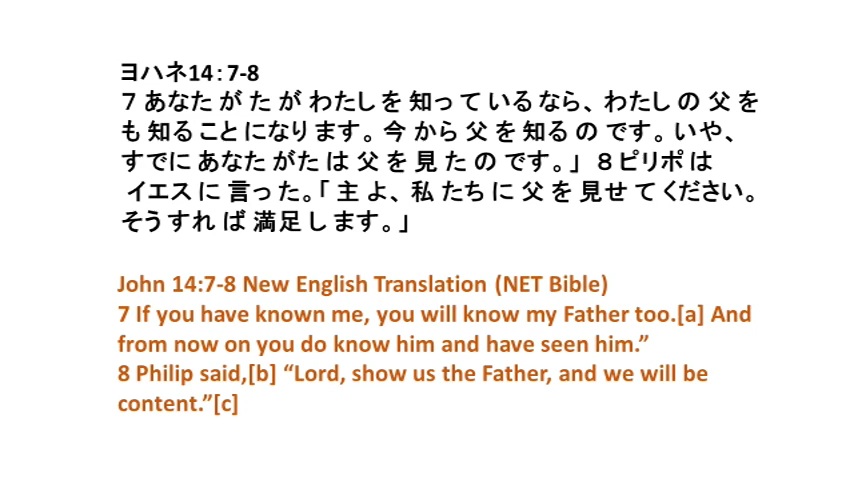 ヨハネ14：7-8
７ あなた が た が わたし を 知っ て いる なら、 わたし の 父 を
も 知る こと に なり ます。 今 から 父 を 知る の です。 いや、
すでに あなた がた は 父 を 見 た の です。」 ８ ピリポ は
イエス に 言っ た。「 主 よ、 私 たち に 父 を 見せ て ください。
そう すれ ば 満足 し ます。」
John 14:7-8 New English Translation (NET Bible)
7 If you have known me, you will know my Father too.[a] And
from now on you do know him and have seen him.”
8 Philip said,[b] “Lord, show us the Father, and we will be
content.”[c]